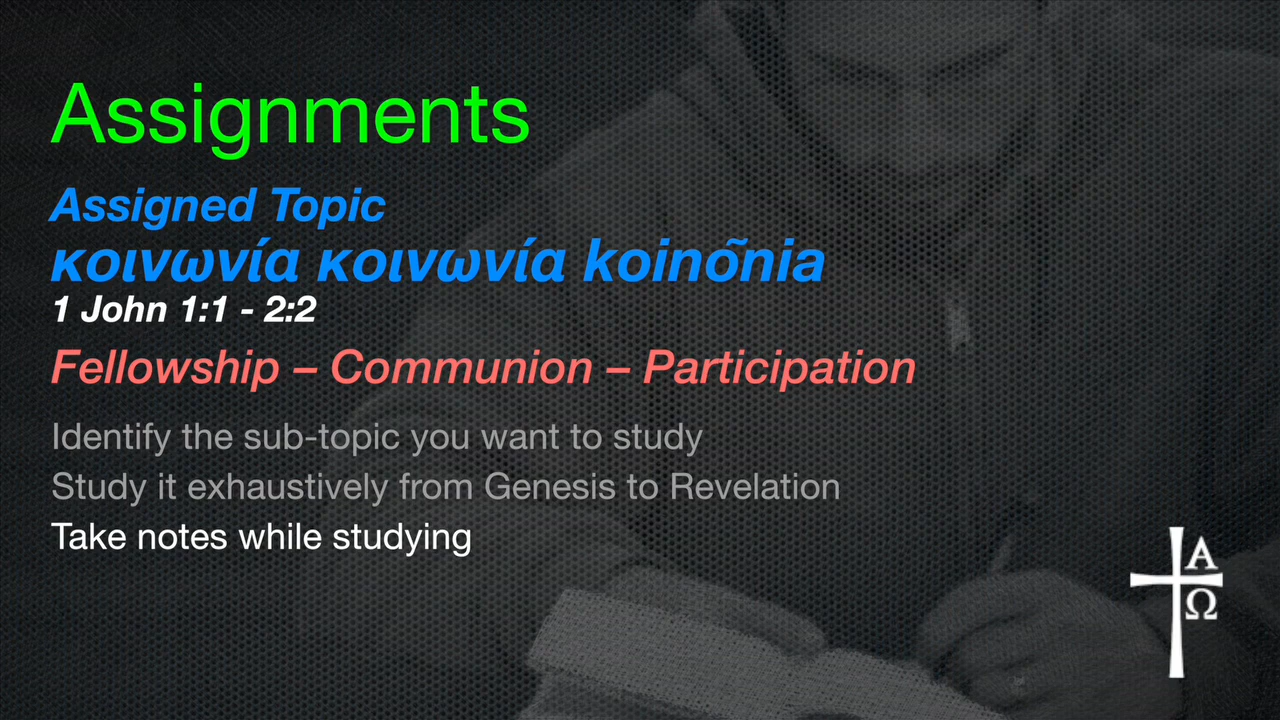 Assignments
Assigned Topic
κοινωνία κοινωνία koinõnia
1 John 1:1 - 2:2
Fellowship – Communion – Participation
Identify the sub-topic you want to study
Study it exhaustively from Genesis to Revelation
Take notes while studying
Α
Ω